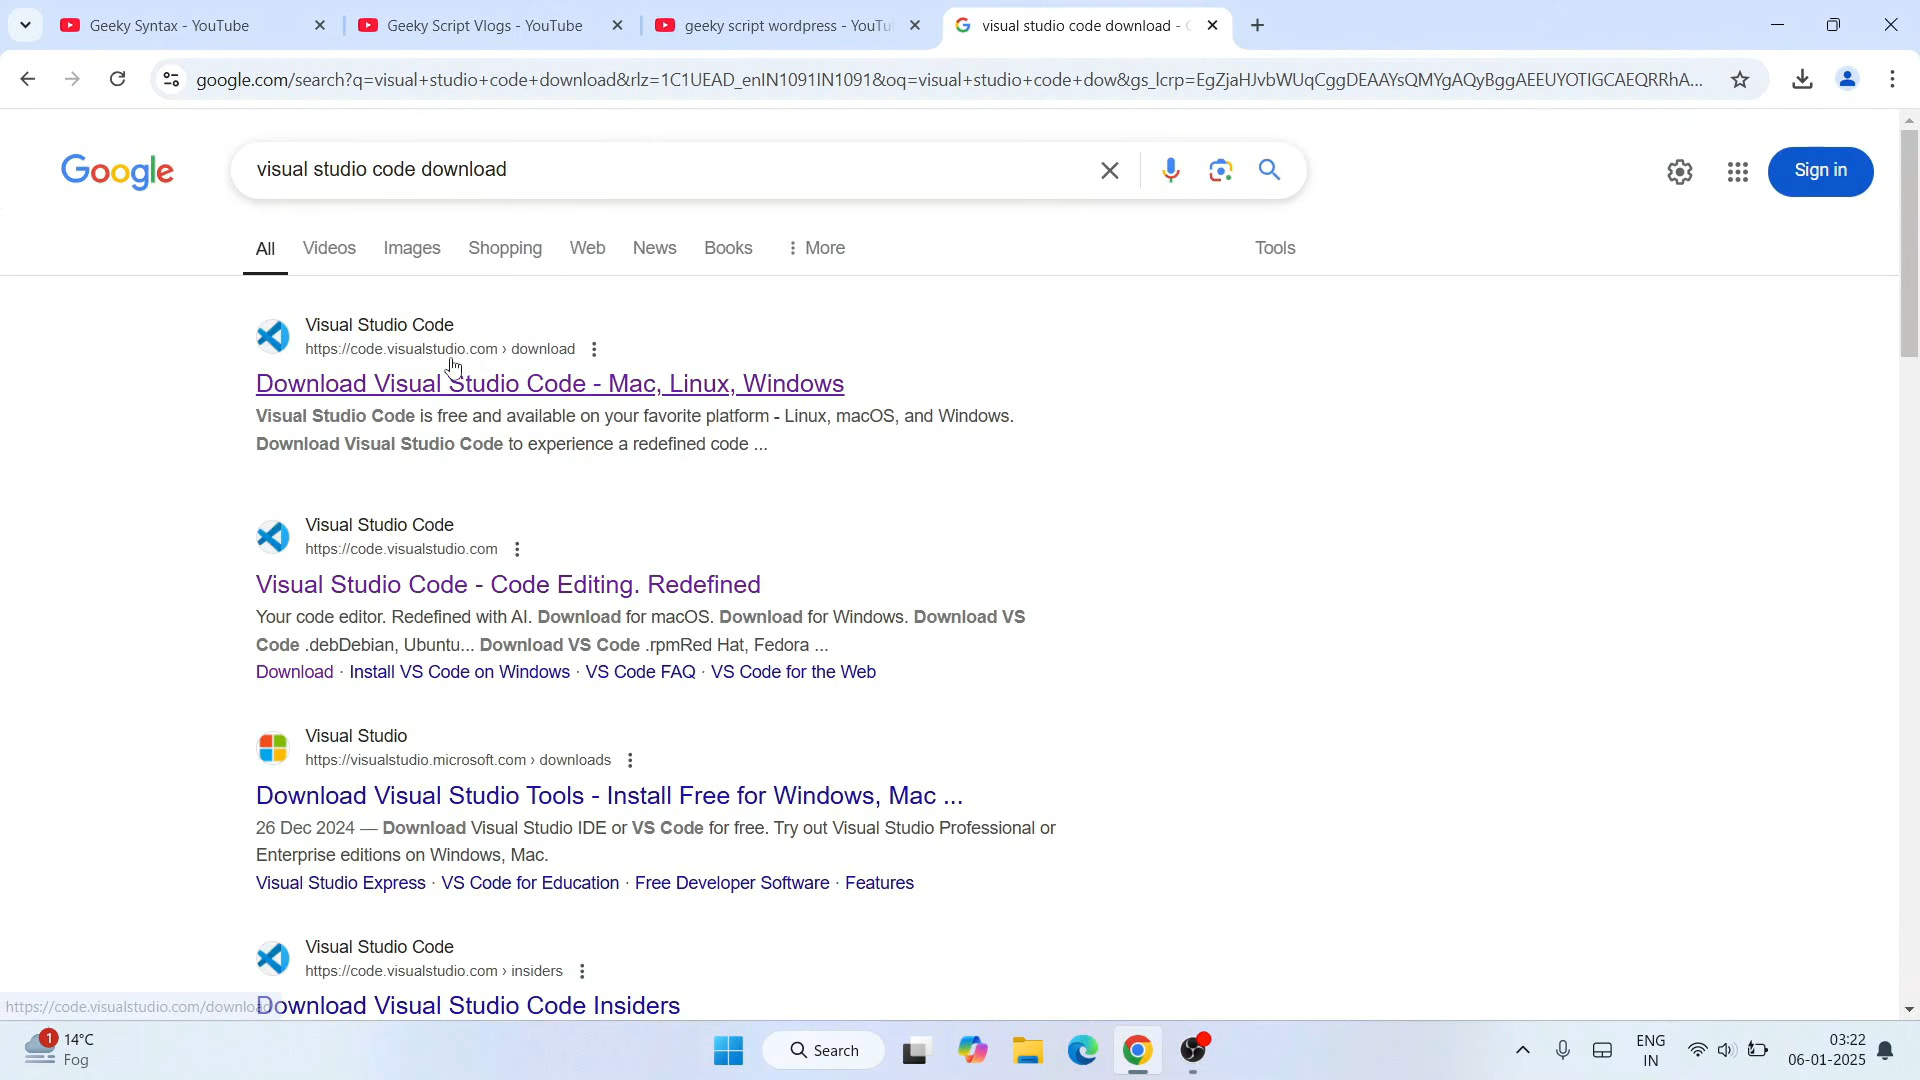 Geeky Syntax - YouTube
Geeky Script Vlogs - YouTube
geeky script wordpress - YouTu
visual studio code download -
google.com/search?q=visual+studio+code+download&rlz=1C1UEAD_enIN1091IN1091&oq=visual+studio+code+dow&gs_lcrp=EgZjaHJvbWUqCggDEAAYsQMYgAQyBggAEEUYOTIGCAEQRRhA...
Google
visual studio code download
Sign in
All
Videos
Images
Shopping
Web
News
Books
More
Tools
Visual Studio Code
https://code.visualstudio.com › download
Download Visual Studio Code - Mac, Linux, Windows
Visual Studio Code is free and available on your favorite platform - Linux, macOS, and Windows.
Download Visual Studio Code to experience a redefined code ...
Visual Studio Code
https://code.visualstudio.com
Visual Studio Code - Code Editing. Redefined
Your code editor. Redefined with AI. Download for macOS. Download for Windows. Download VS
Code .debDebian, Ubuntu... Download VS Code .rpmRed Hat, Fedora ...
Download · Install VS Code on Windows · VS Code FAQ · VS Code for the Web
Visual Studio
https://visualstudio.microsoft.com › downloads
Download Visual Studio Tools - Install Free for Windows, Mac ...
26 Dec 2024 — Download Visual Studio IDE or VS Code for free. Try out Visual Studio Professional or
Enterprise editions on Windows, Mac.
Visual Studio Express · VS Code for Education · Free Developer Software · Features
Visual Studio Code
https://code.visualstudio.com › insiders
Download Visual Studio Code Insiders
https://code.visualstudio.com/download
1
14°C
Fog
Search
ENG
IN
03:22
06-01-2025